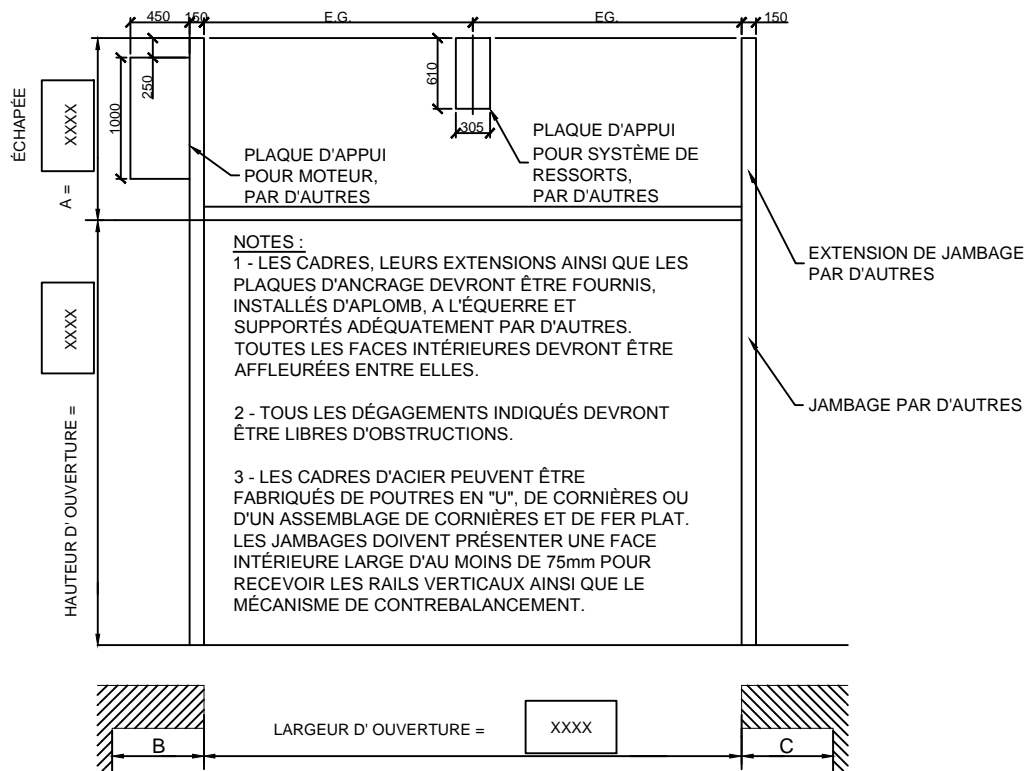 450
150
E.G.
EG.
150
250
1000
610
305
ÉCHAPÉE
XXXX
A =
PLAQUE D'APPUI
POUR MOTEUR,
PAR D'AUTRES
PLAQUE D'APPUI
POUR SYSTÈME DE
RESSORTS,
PAR D'AUTRES
EXTENSION DE JAMBAGE
PAR D'AUTRES
JAMBAGE PAR D'AUTRES
XXXX
HAUTEUR D' OUVERTURE =
NOTES :
1 - LES CADRES, LEURS EXTENSIONS AINSI QUE LES
PLAQUES D'ANCRAGE DEVRONT ÊTRE FOURNIS,
INSTALLÉS D'APLOMB, A L'ÉQUERRE ET
SUPPORTÉS ADÉQUATEMENT PAR D'AUTRES.
TOUTES LES FACES INTÉRIEURES DEVRONT ÊTRE
AFFLEURÉES ENTRE ELLES.
2 - TOUS LES DÉGAGEMENTS INDIQUÉS DEVRONT
ÊTRE LIBRES D'OBSTRUCTIONS.
3 - LES CADRES D'ACIER PEUVENT ÊTRE
FABRIQUÉS DE POUTRES EN "U", DE CORNIÈRES OU
D'UN ASSEMBLAGE DE CORNIÈRES ET DE FER PLAT.
LES JAMBAGES DOIVENT PRÉSENTER UNE FACE
INTÉRIEURE LARGE D'AU MOINS DE 75mm POUR
RECEVOIR LES RAILS VERTICAUX AINSI QUE LE
MÉCANISME DE CONTREBALANCEMENT.
B
LARGEUR D' OUVERTURE =
XXXX
C